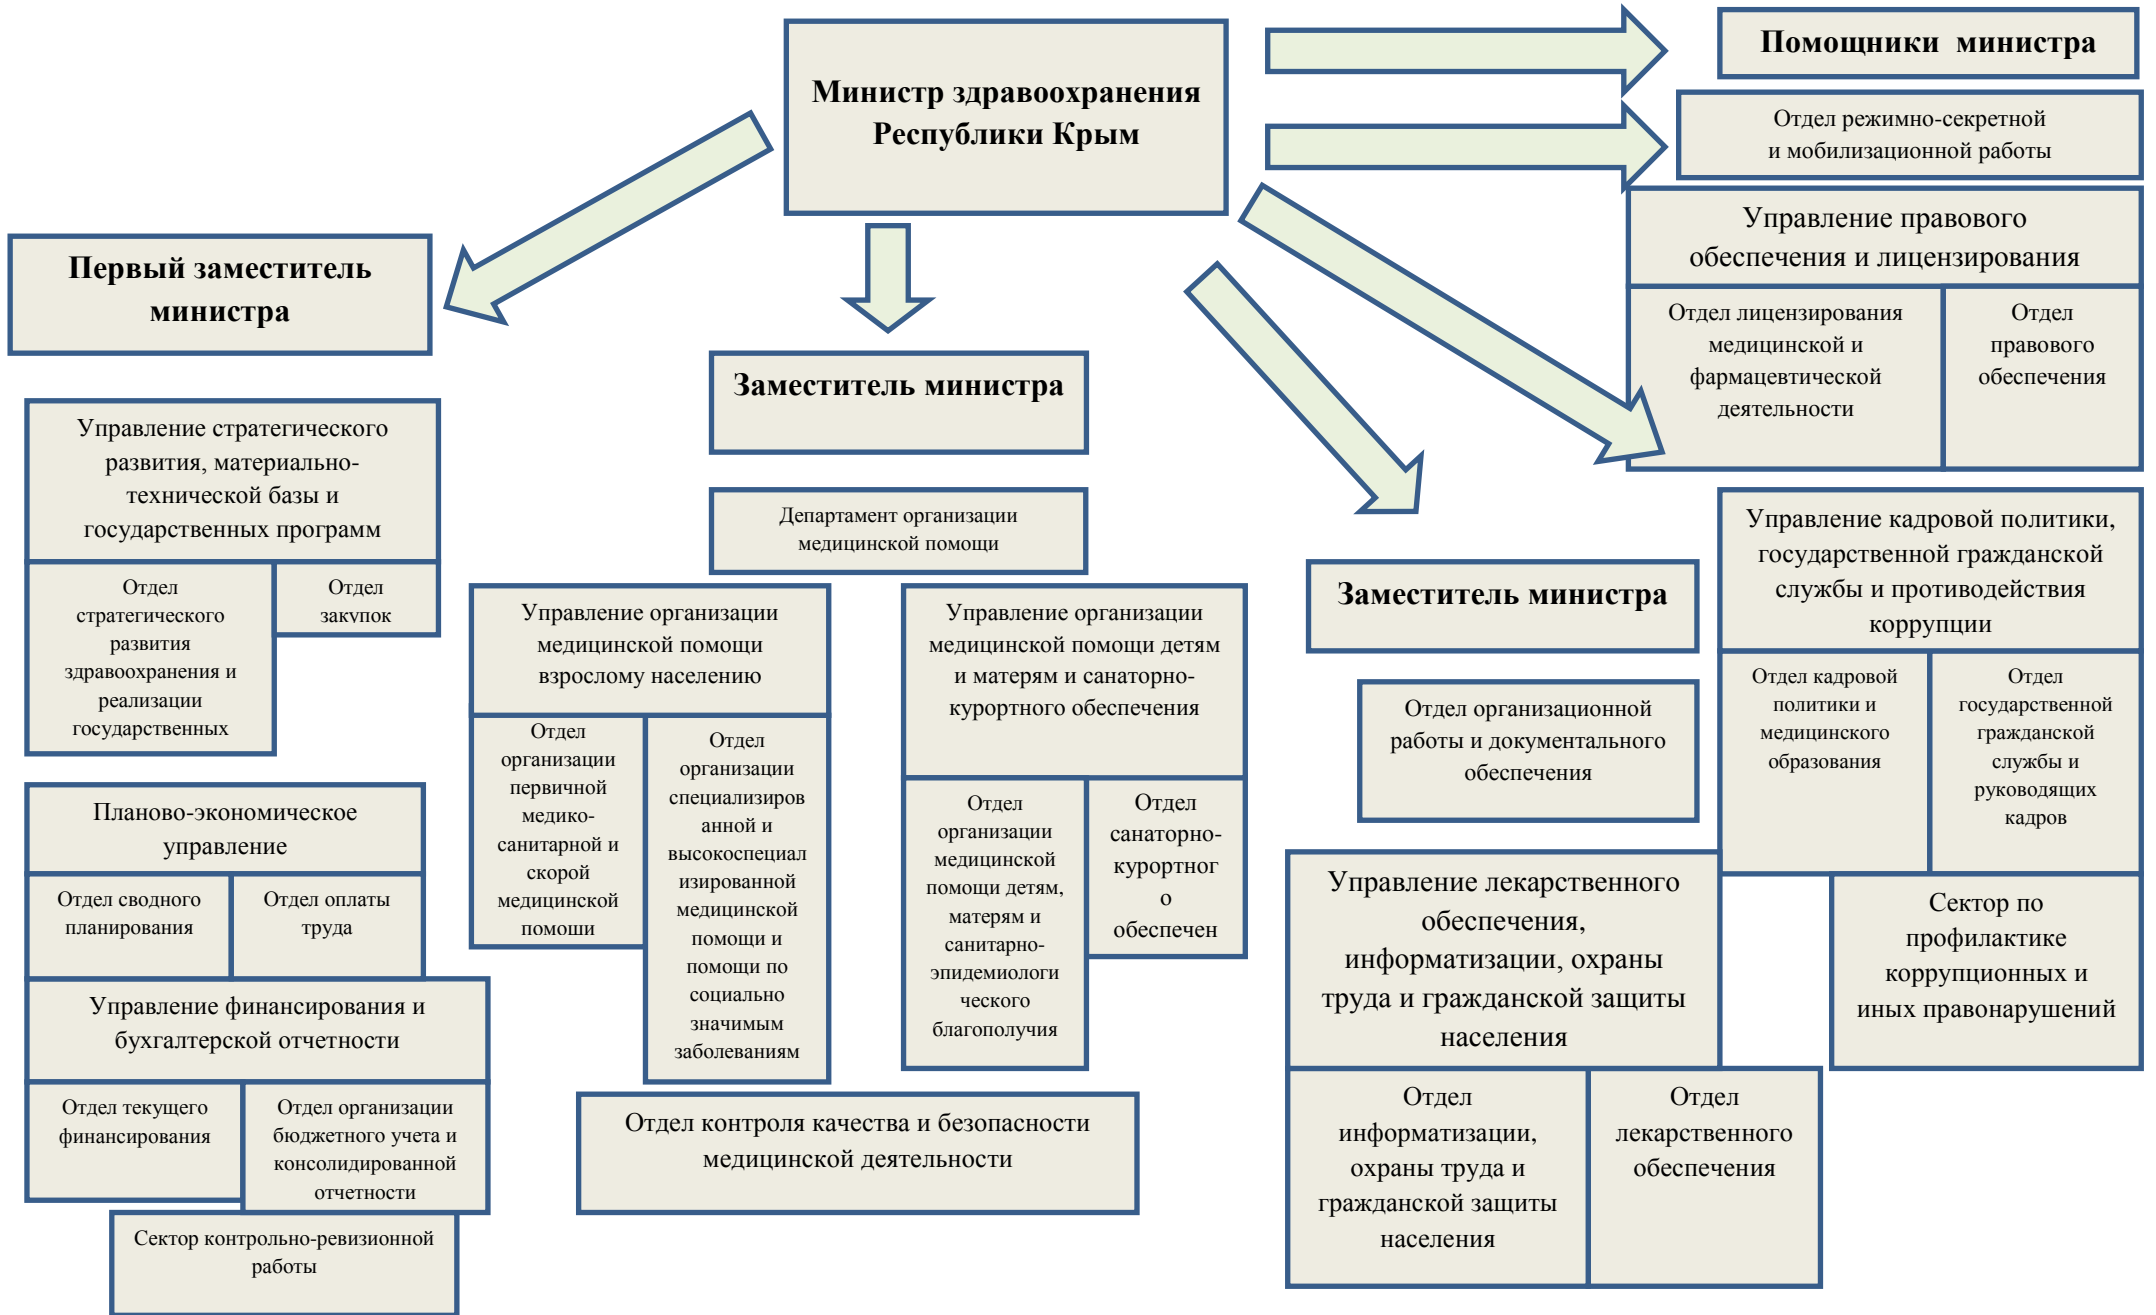 Министр здравоохранения
Республики Крым
Помощники министра
Отдел режимно-секретной
и мобилизационной работы
Управление правового
обеспечения и лицензирования
Отдел лицензирования
медицинской и
фармацевтической
деятельности
Отдел
правового
обеспечения
Первый заместитель
министра
Управление стратегического
развития, материально-
технической базы и
государственных программ
Отдел
стратегического
развития
здравоохранения и
реализации
государственных
Отдел
закупок
Планово-экономическое
управление
Отдел сводного
планирования
Отдел оплаты
труда
Управление финансирования и
бухгалтерской отчетности
Отдел текущего
финансирования
Отдел организации
бюджетного учета и
консолидированной
отчетности
Сектор контрольно-ревизионной
работы
Заместитель министра
Департамент организации
медицинской помощи
Управление организации
медицинской помощи
взрослому населению
Отдел
организации
первичной
медико-
санитарной и
скорой
медицинской
помощи
Отдел
организации
специализиров
анной и
высокоспециал
изированной
медицинской
помощи и
помощи по
социально
значимым
заболеваниям
Управление организации
медицинской помощи детям
и матерям и санаторно-
курортного обеспечения
Отдел
организации
медицинской
помощи детям,
матерям и
санитарно-
эпидемиологи
ческого
благополучия
Отдел
санаторно-
курортног
о
обеспечен
Отдел контроля качества и безопасности
медицинской деятельности
Заместитель министра
Отдел организационной
работы и документального
обеспечения
Управление лекарственного
обеспечения,
информатизации, охраны
труда и гражданской защиты
населения
Отдел
информатизации,
охраны труда и
гражданской защиты
населения
Отдел
лекарственного
обеспечения
Управление кадровой политики,
государственной гражданской
службы и противодействия
коррупции
Отдел кадровой
политики и
медицинского
образования
Отдел
государственной
гражданской
службы и
руководящих
кадров
Сектор по
профилактике
коррупционных и
иных правонарушений